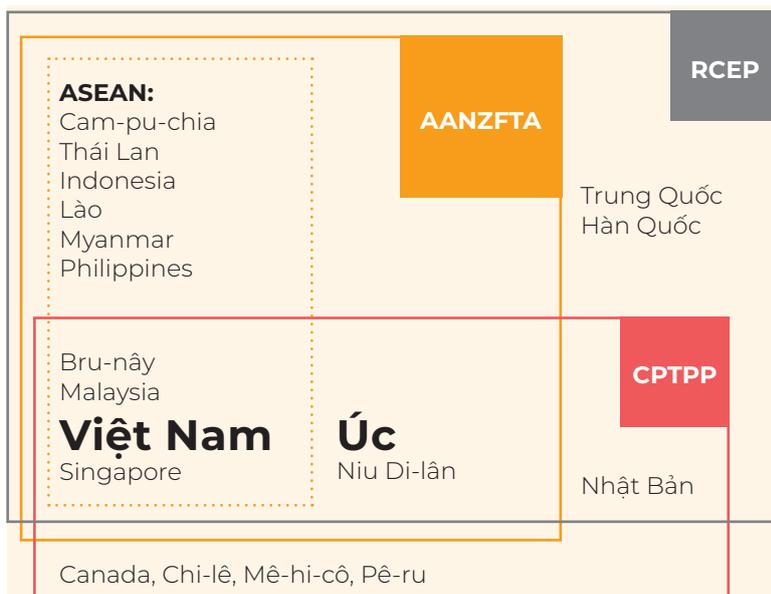 RCEP
AANZFTA
ASEAN:
Cam-pu-chia
Thái Lan
Indonesia
Lào
Myanmar
Philippines
Trung Quốc
Hàn Quốc
CPTPP
Bru-nây
Malaysia
Việt Nam
Singapore
Úc
Niu Di-lân
Nhật Bản
Canada, Chi-lê, Mê-hi-cô, Pê-ru